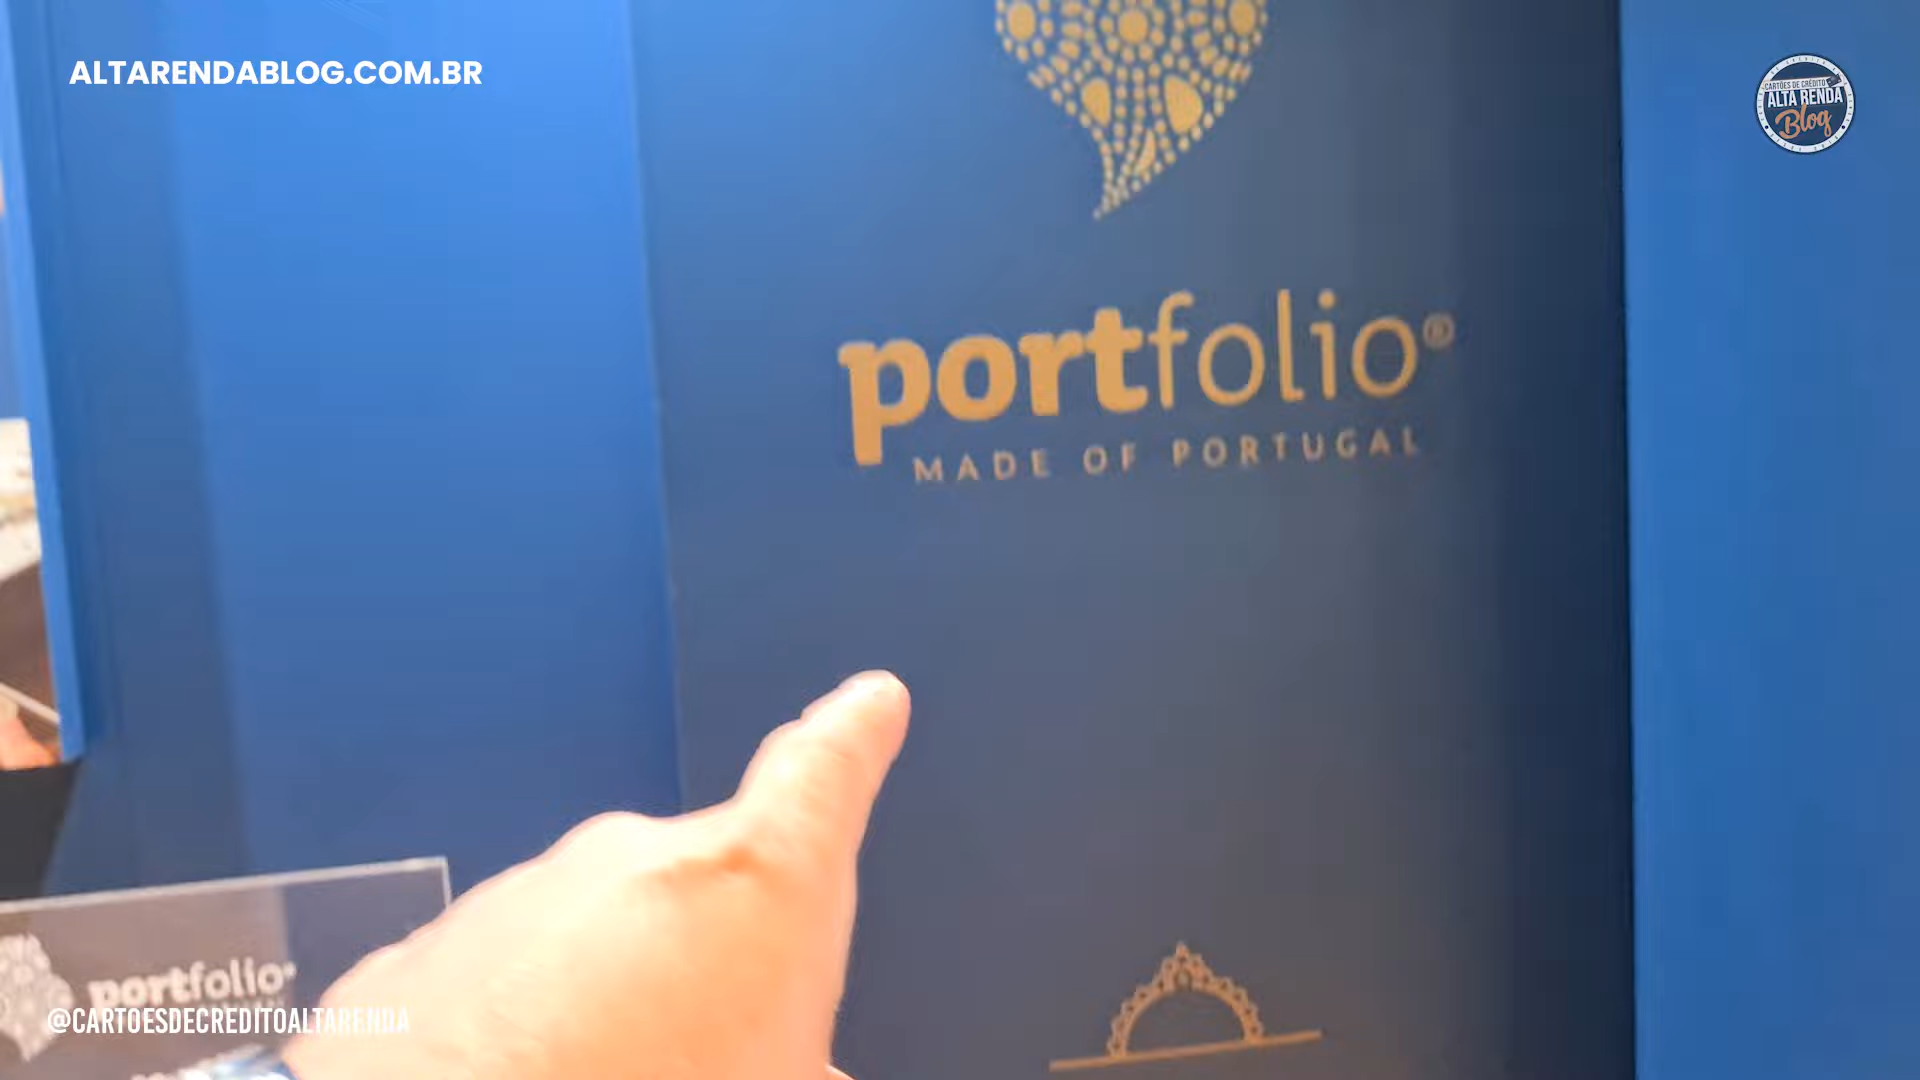 ALTARENDABLOG.COM.BR
CARTÕES DE CRÉDITO
ALTA RENDA
Blog
portfolio®
MADE OF PORTUGAL
portfolio®
@CARTOESDECREDITOALTARENDA